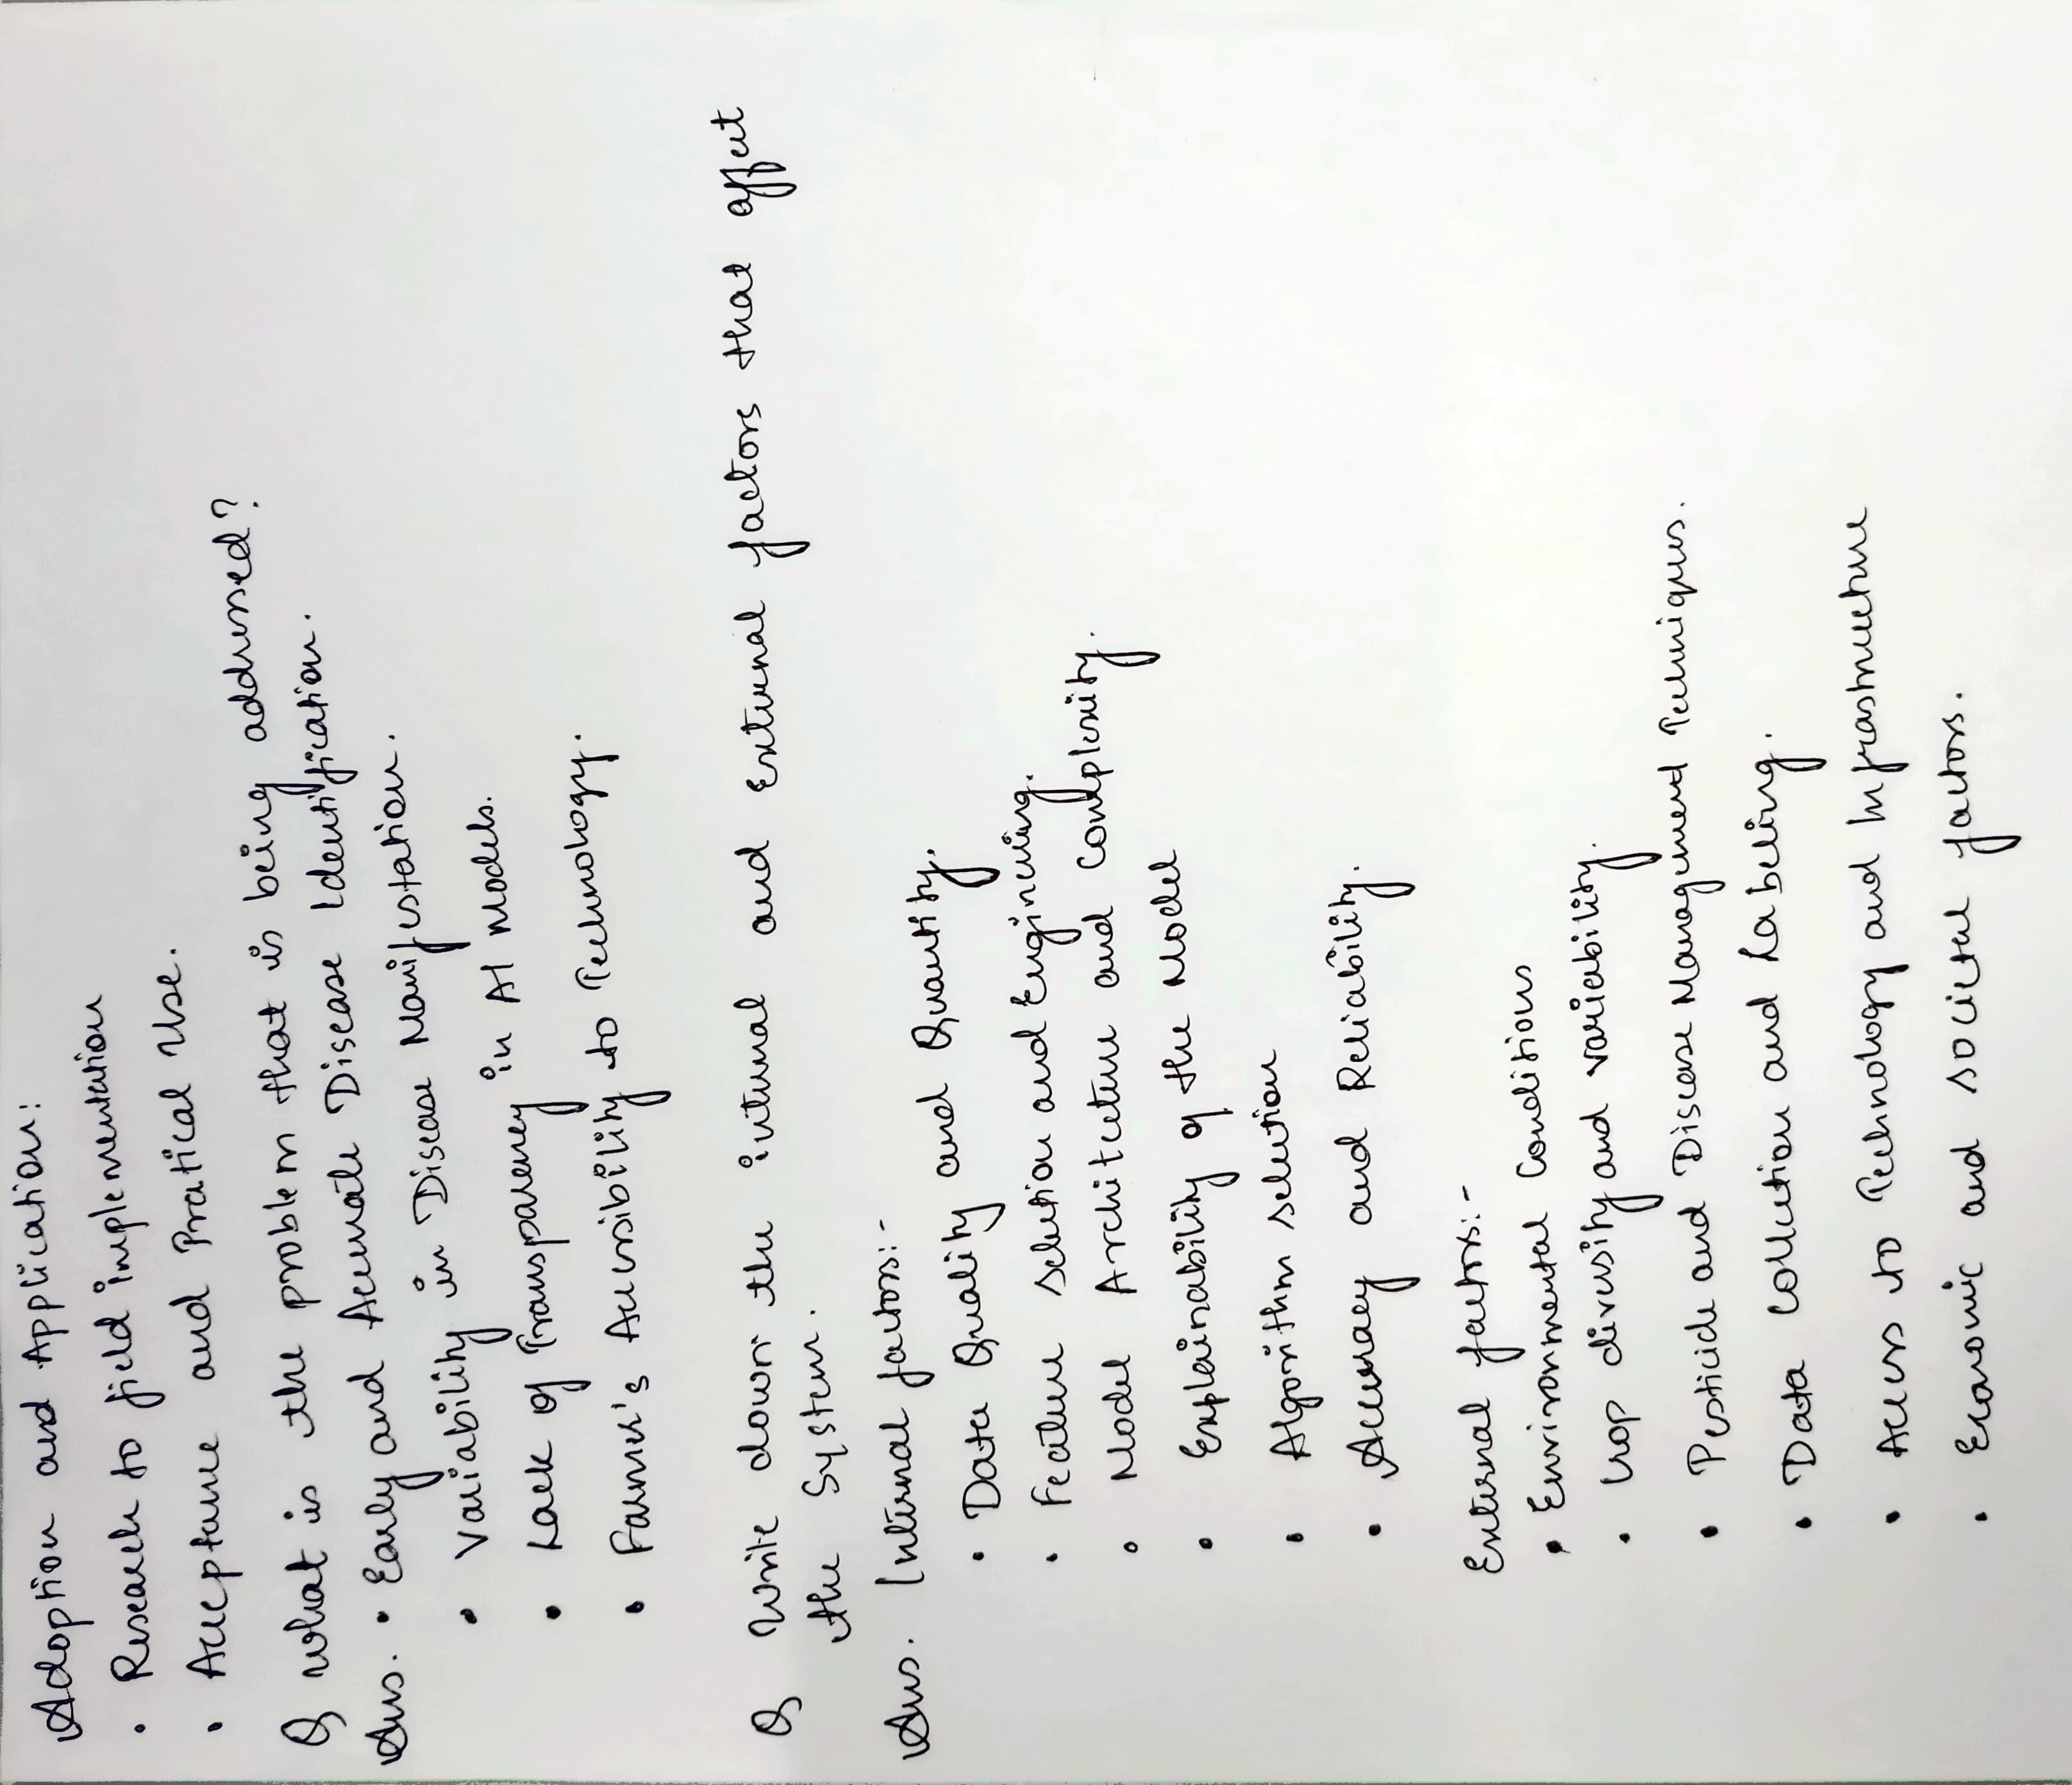 Adoption and Application:
• Research to field implementation
• Acceptance and Pratical Use.
Q what is the problem that is being addressed?
Ans. • Early and Accurate Disease Identification.
• Variability in Disease Manifestation.
• Lack of Transparency in AI Models.
• Farmer's Accessibility to Technology.
Q Write down the internal and External factors that affect
the System.
Ans. Internal factors:-
• Data Quality and Quantity.
• Feature selection and Engineering.
• Model Architecture and Complexity.
• Explainability of the Model
• Algorithm selection
• Accuracy and Reliability.
External factors:-
• Environmental Conditions
• Crop diversity and variability.
• Pesticide and Disease Management Techniques.
• Data Collection and Labeling.
• Access to Technology and Infrastructure
• Economic and societal factors.